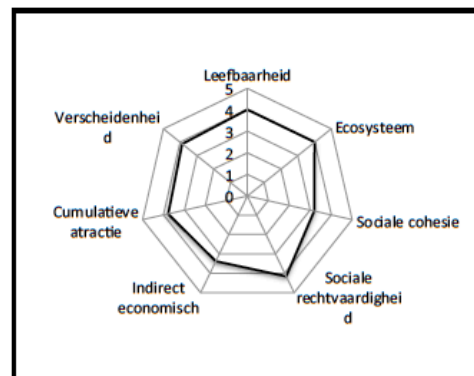 Leefbaarheid
5
4
3
2
1
0
Ecosysteem
Sociale cohesie
Sociale
rechtvaardighei
d
Indirect
economisch
Cumulatieve
atractie
Verscheidenhei
d